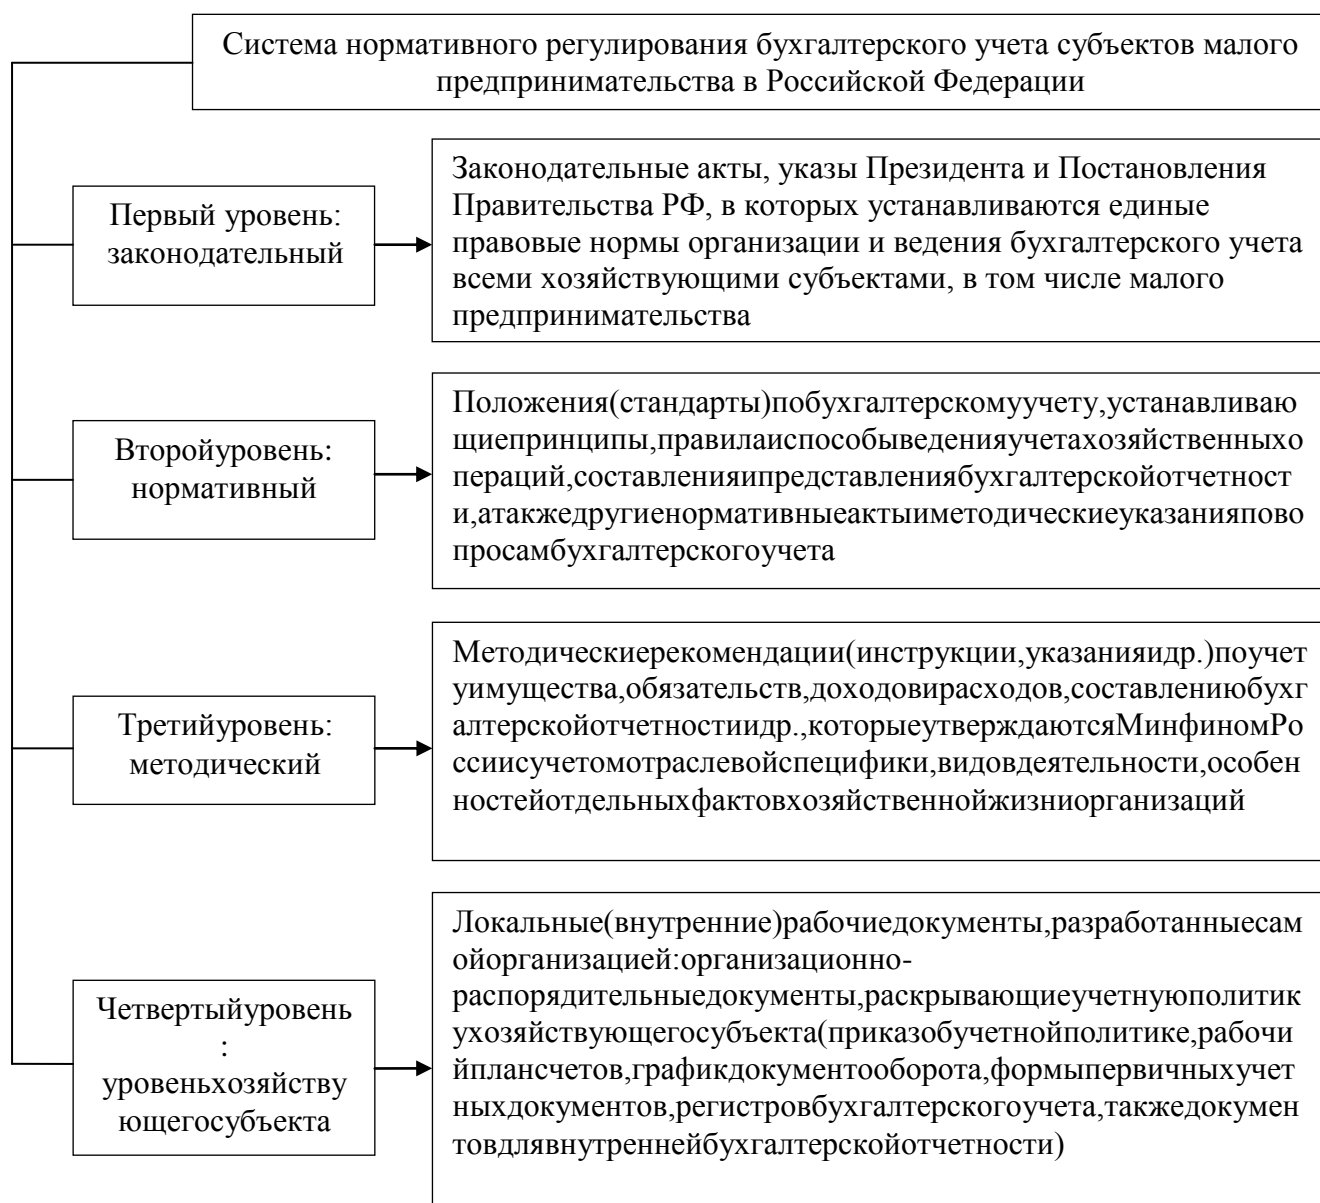 Система нормативного регулирования бухгалтерского учета субъектов малого
предпринимательства в Российской Федерации
Первый уровень:
законодательный
Законодательные акты, указы Президента и Постановления
Правительства РФ, в которых устанавливаются единые
правовые нормы организации и ведения бухгалтерского учета
всеми хозяйствующими субъектами, в том числе малого
предпринимательства
Второйуровень:
нормативный
Положения(стандарты)побухгалтерскомуучету,устанавливаю
щиепринципы,правилаиспособыведенияучетахозяйственныхо
пераций,составленияипредставлениябухгалтерскойотчетност
и,атакжедругиенормативныеактыиметодическиеуказанияпово
просамбухгалтерскогоучета
Третийуровень:
методический
Методическиерекомендации(инструкции,указанияидр.)поучет
уимущества,обязательств,доходовирасходов,составлениюбухг
алтерскойотчетностиидр.,которыеутверждаютсяМинфиномРо
ссиисучетомотраслевойспецифики,видовдеятельности,особен
ностейотдельныхфактовхозяйственнойжизниорганизаций
Четвертыйуровень
:
уровеньхозяйству
ющегосубъекта
Локальные(внутренние)рабочиедокументы,разработанныесам
ойорганизацией:организационно-
распорядительныедокументы,раскрывающиеучетнуюполитик
ухозяйствующегосубъекта(приказобучетнойполитике,рабочи
йплансчетов,графикдокументооборота,формыпервичныхучет
ныхдокументов,регистровбухгалтерскогоучета,такжедокумен
товдлявнутреннейбухгалтерскойотчетности)